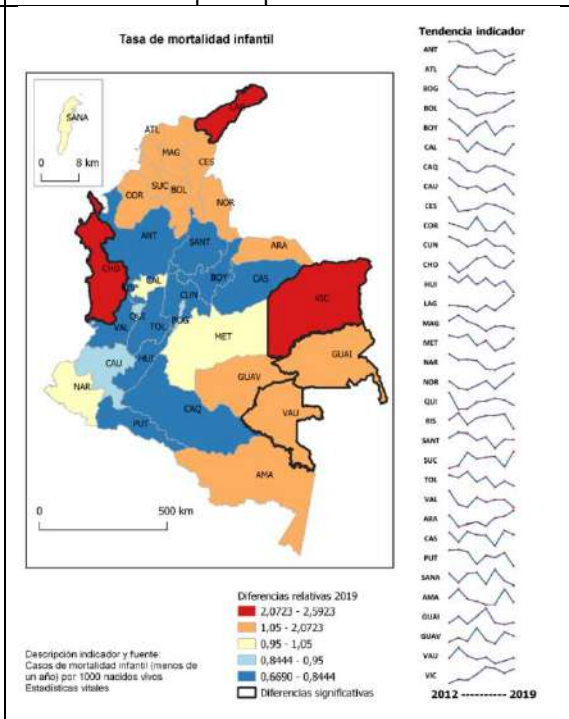 Tasa de mortalidad infantil
SANA
0 8 km
ATL
MAG
CES
SUC
BOL
COR
NOR
ANT
SANT
ARA
CHO
CAL
BOY
CAS
VIC
CUN
QUI
BOG
VAL
TOL
MET
GUAI
HUI
CAU
GUAV
NAR
CAQ
VAU
PUT
AMA
0 500 km
Diferencias relativas 2019
2,0723 - 2,5923
1,05 - 2,0723
0,95 - 1,05
0,8444 - 0,95
0,6690 - 0,8444
Diferencias significativas
Descripción indicador y fuente:
Casos de mortalidad infantil (menos de
un año) por 1000 nacidos vivos
Estadísticas vitales
Tendencia indicador
ANT
ATL
BOG
BOL
BOY
CAL
CAQ
CAU
CES
COR
CUN
CHO
HUI
LAG
MAG
MET
NAR
NOR
QUI
RIS
SANT
SUC
TOL
VAL
ARA
CAS
PUT
SANA
AMA
GUAI
GUAV
VAU
VIC
2012 ---------- 2019